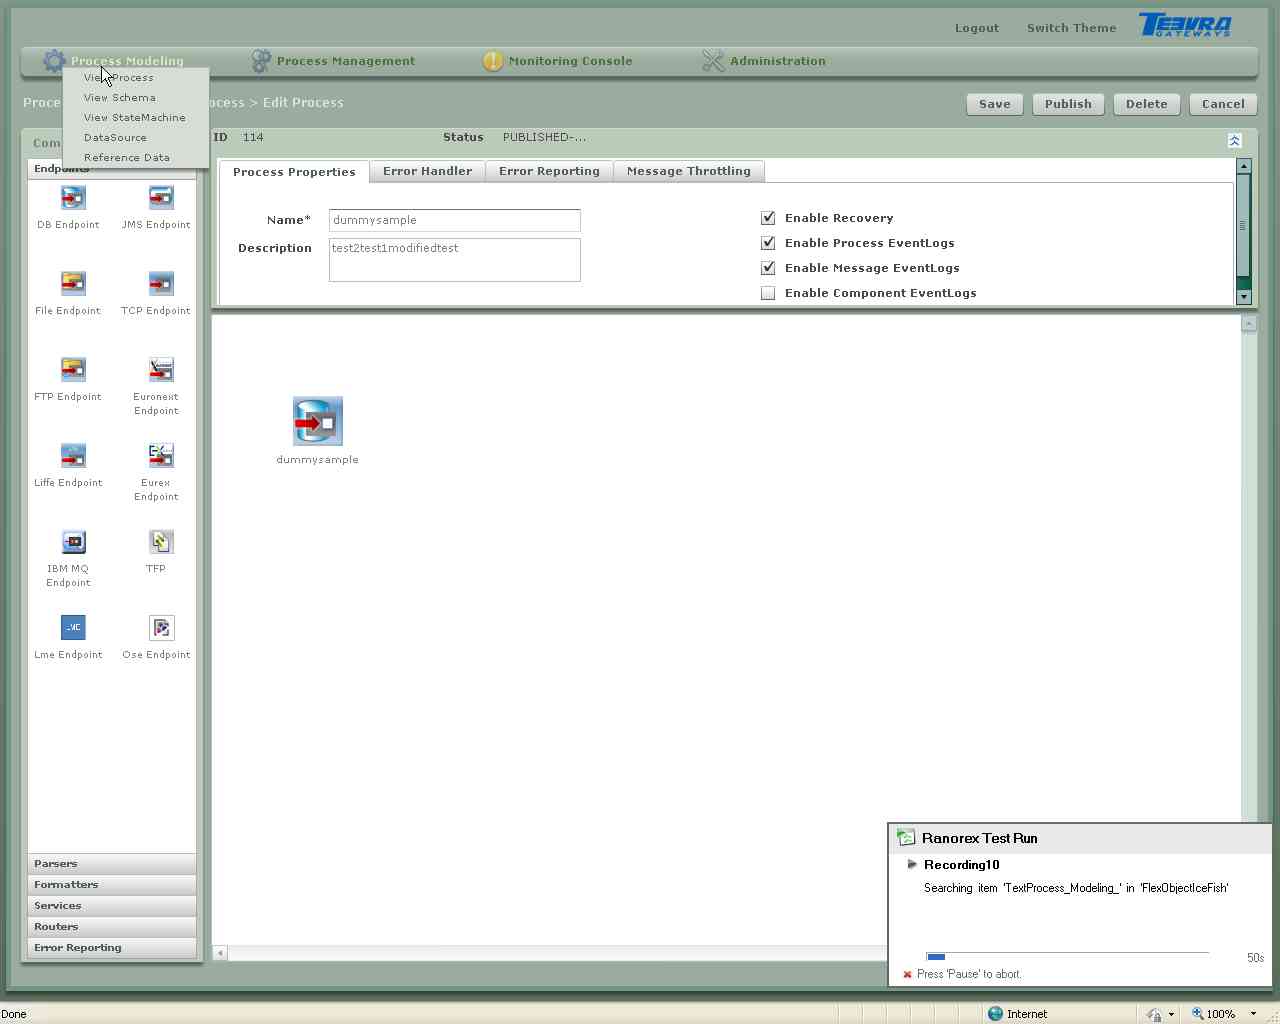 Logout Switch Theme TEEVRA GATEWAYS
Process Modeling Process Management Monitoring Console Administration
View Process
View Schema
View StateMachine
DataSource
Reference Data
ocess > Edit Process Save Publish Delete Cancel
ID 114 Status PUBLISHED-...
Process Properties Error Handler Error Reporting Message Throttling
Name* dummysample
Description test2test1modifiedtest
Enable Recovery
Enable Process EventLogs
Enable Message EventLogs
Enable Component EventLogs
Endpoints
DB Endpoint JMS Endpoint
File Endpoint TCP Endpoint
FTP Endpoint Euronext Endpoint
Liffe Endpoint Eurex Endpoint
IBM MQ Endpoint TFP
LME
Lme Endpoint Ose Endpoint
Parsers
Formatters
Services
Routers
Error Reporting
dummysample
Ranorex Test Run
Recording10
Searching item 'TextProcess_Modeling_' in 'FlexObjectIceFish'
50s
Press 'Pause' to abort.
Done Internet 100%